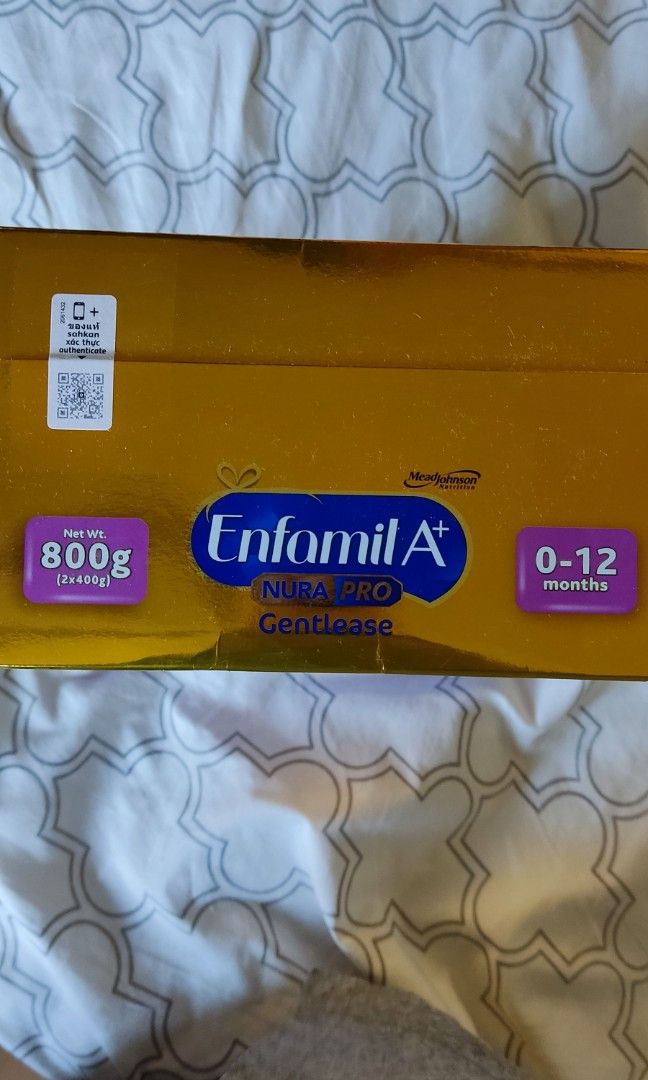 +
ของแท้
sahkan
xác thực
authenticate
MeadJohnson
Nutrition
Enfamil A+
NURA PRO
Gentlease
Net Wt.
800g
(2x400g)
0-12
months